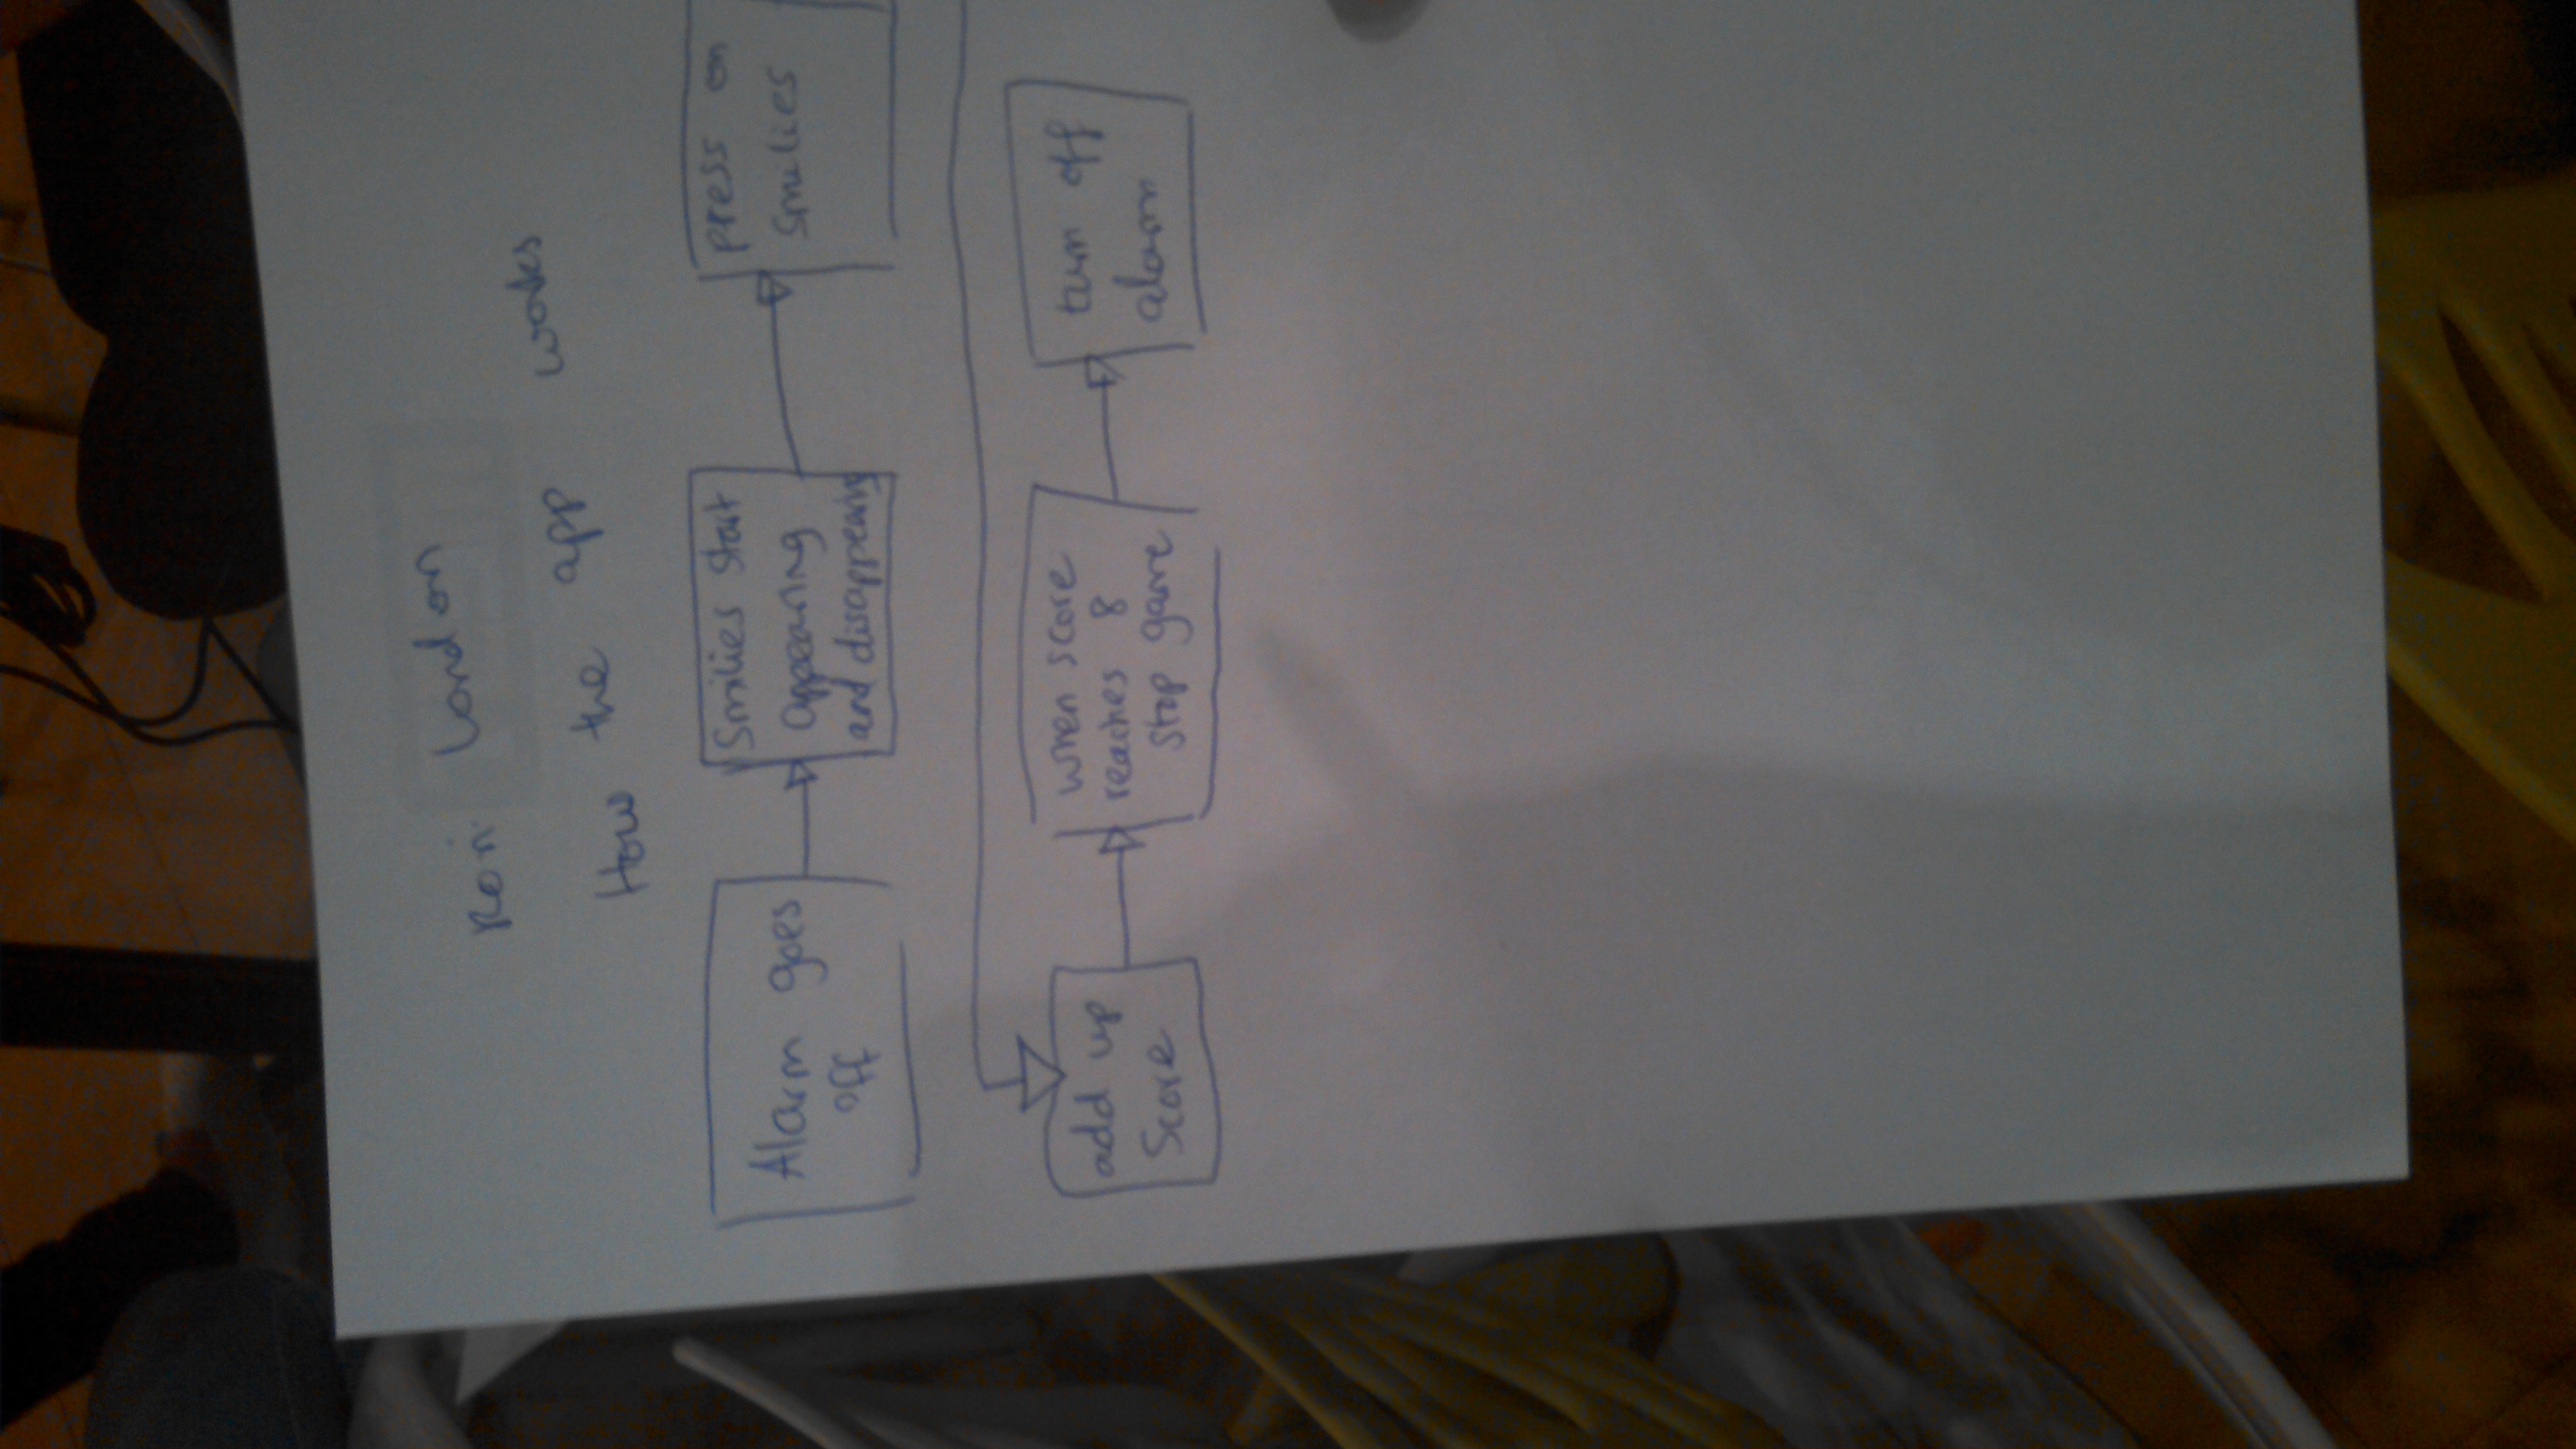 Roni London
How the app works
Alarm goes
off
Smilies start
appearing
and disappearing
press on
smilies
add up
Score
when score
reaches 8
stop game
turn off
alarm